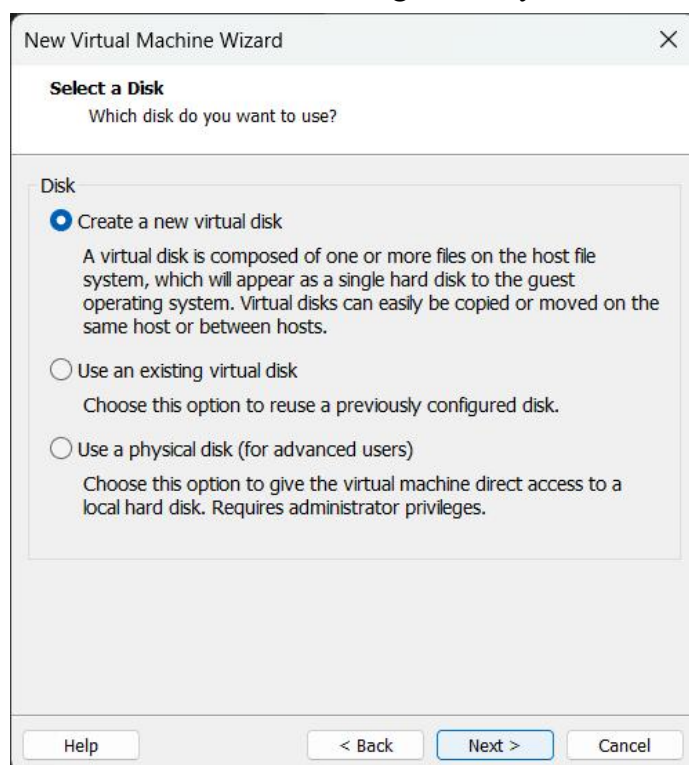 New Virtual Machine Wizard
Select a Disk
Which disk do you want to use?
Disk
Create a new virtual disk
A virtual disk is composed of one or more files on the host file
system, which will appear as a single hard disk to the guest
operating system. Virtual disks can easily be copied or moved on the
same host or between hosts.
Use an existing virtual disk
Choose this option to reuse a previously configured disk.
Use a physical disk (for advanced users)
Choose this option to give the virtual machine direct access to a
local hard disk. Requires administrator privileges.
Help < Back Next > Cancel